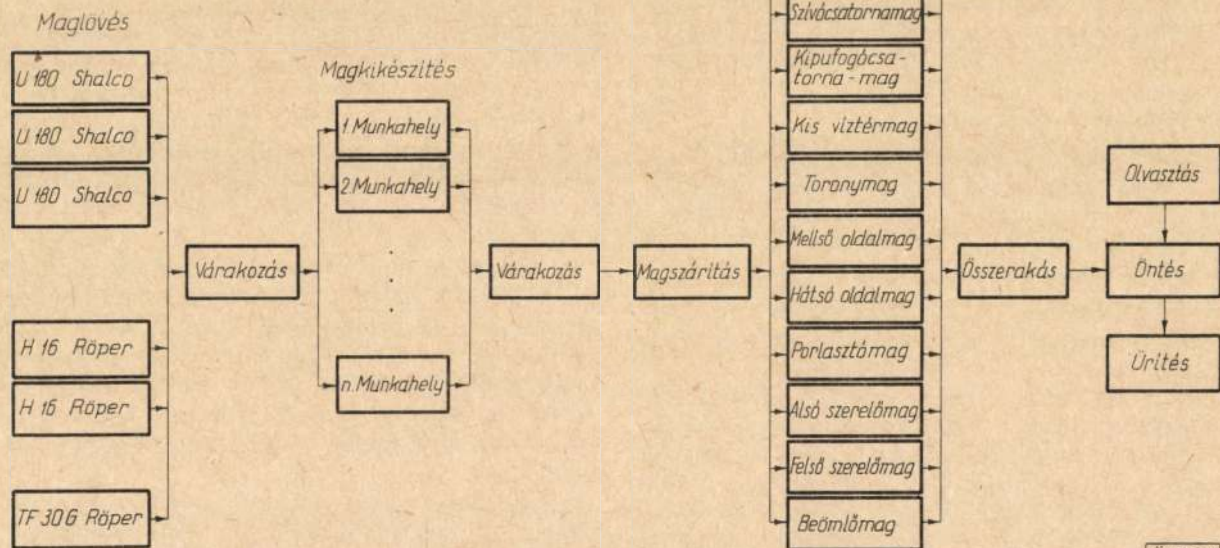 Maglövés
U 180 Shalco
U 180 Shalco
U 180 Shalco
H 16 Röper
H 16 Röper
TF 30G Röper
Várakozás
Magkikészítés
1. Munkahely
2. Munkahely
n. Munkahely
Várakozás
Magszárítás
Szívócsatornamag
Kipufogócsa-
torna - mag
Kis víztérmag
Toronymag
Mellső oldalmag
Hátsó oldalmag
Porlasztómag
Alsó szerelőmag
Felső szerelőmag
Beömlőmag
Összerakás
Olvasztás
Öntés
Ürítés